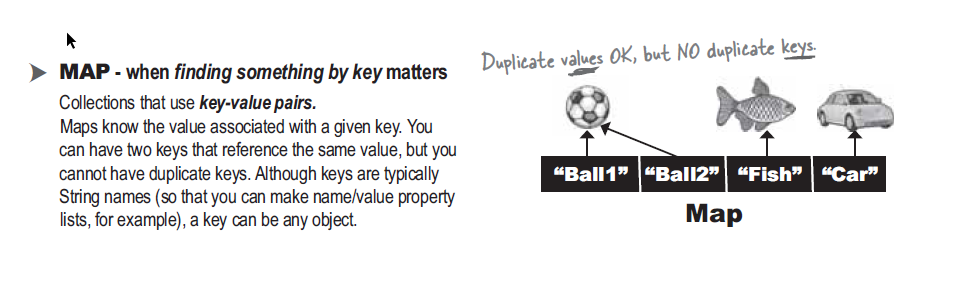 MAP - when finding something by key matters
Collections that use key-value pairs.
Maps know the value associated with a given key. You
can have two keys that reference the same value, but you
cannot have duplicate keys. Although keys are typically
String names (so that you can make name/value property
lists, for example), a key can be any object.
Duplicate values OK, but NO duplicate keys.
“Ball1” “Ball2” “Fish” “Car”
Map